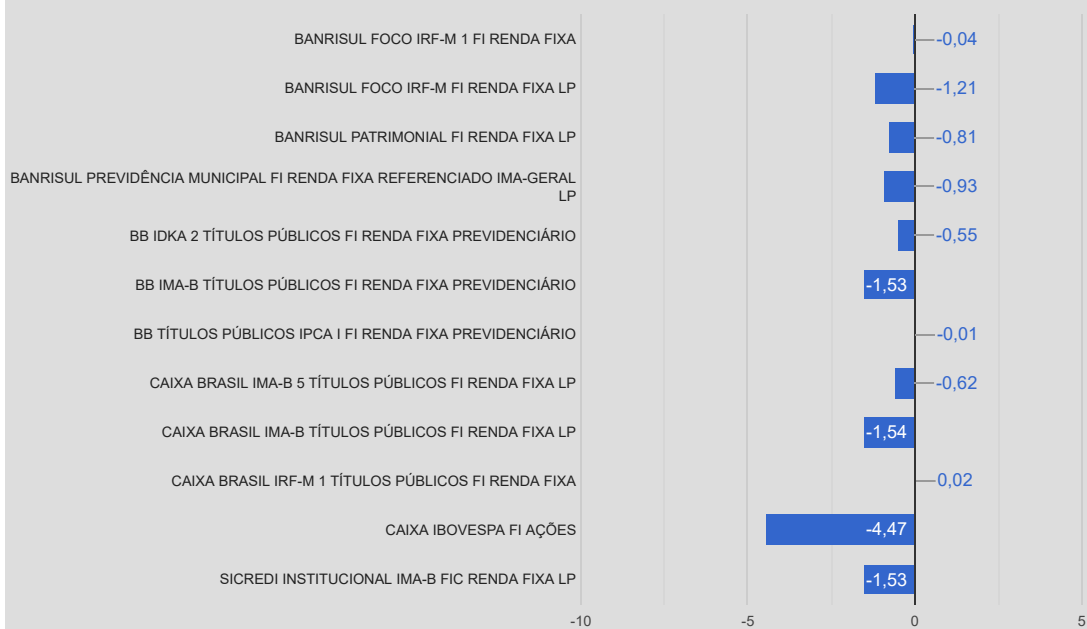 BANRISUL FOCO IRF-M 1 FI RENDA FIXA
-0,04
BANRISUL FOCO IRF-M FI RENDA FIXA LP
-1,21
BANRISUL PATRIMONIAL FI RENDA FIXA LP
-0,81
BANRISUL PREVIDÊNCIA MUNICIPAL FI RENDA FIXA REFERENCIADO IMA-GERAL
LP
-0,93
BB IDKA 2 TÍTULOS PÚBLICOS FI RENDA FIXA PREVIDENCIÁRIO
-0,55
BB IMA-B TÍTULOS PÚBLICOS FI RENDA FIXA PREVIDENCIÁRIO
-1,53
BB TÍTULOS PÚBLICOS IPCA I FI RENDA FIXA PREVIDENCIÁRIO
-0,01
CAIXA BRASIL IMA-B 5 TÍTULOS PÚBLICOS FI RENDA FIXA LP
-0,62
CAIXA BRASIL IMA-B TÍTULOS PÚBLICOS FI RENDA FIXA LP
-1,54
CAIXA BRASIL IRF-M 1 TÍTULOS PÚBLICOS FI RENDA FIXA
0,02
CAIXA IBOVESPA FI AÇÕES
-4,47
SICREDI INSTITUCIONAL IMA-B FIC RENDA FIXA LP
-1,53
-10 -5 0 5